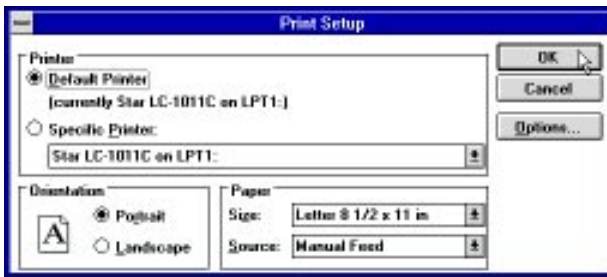 Print Setup
Printer
Default Printer
(currently Star LC-1011C on LPT1:)
Specific Printer:
Star LC-1011C on LPT1:
OK
Cancel
Options...
Orientation
A
Portrait
Landscape
Paper
Size: Letter 8 1/2 x 11 in
Source: Manual Feed